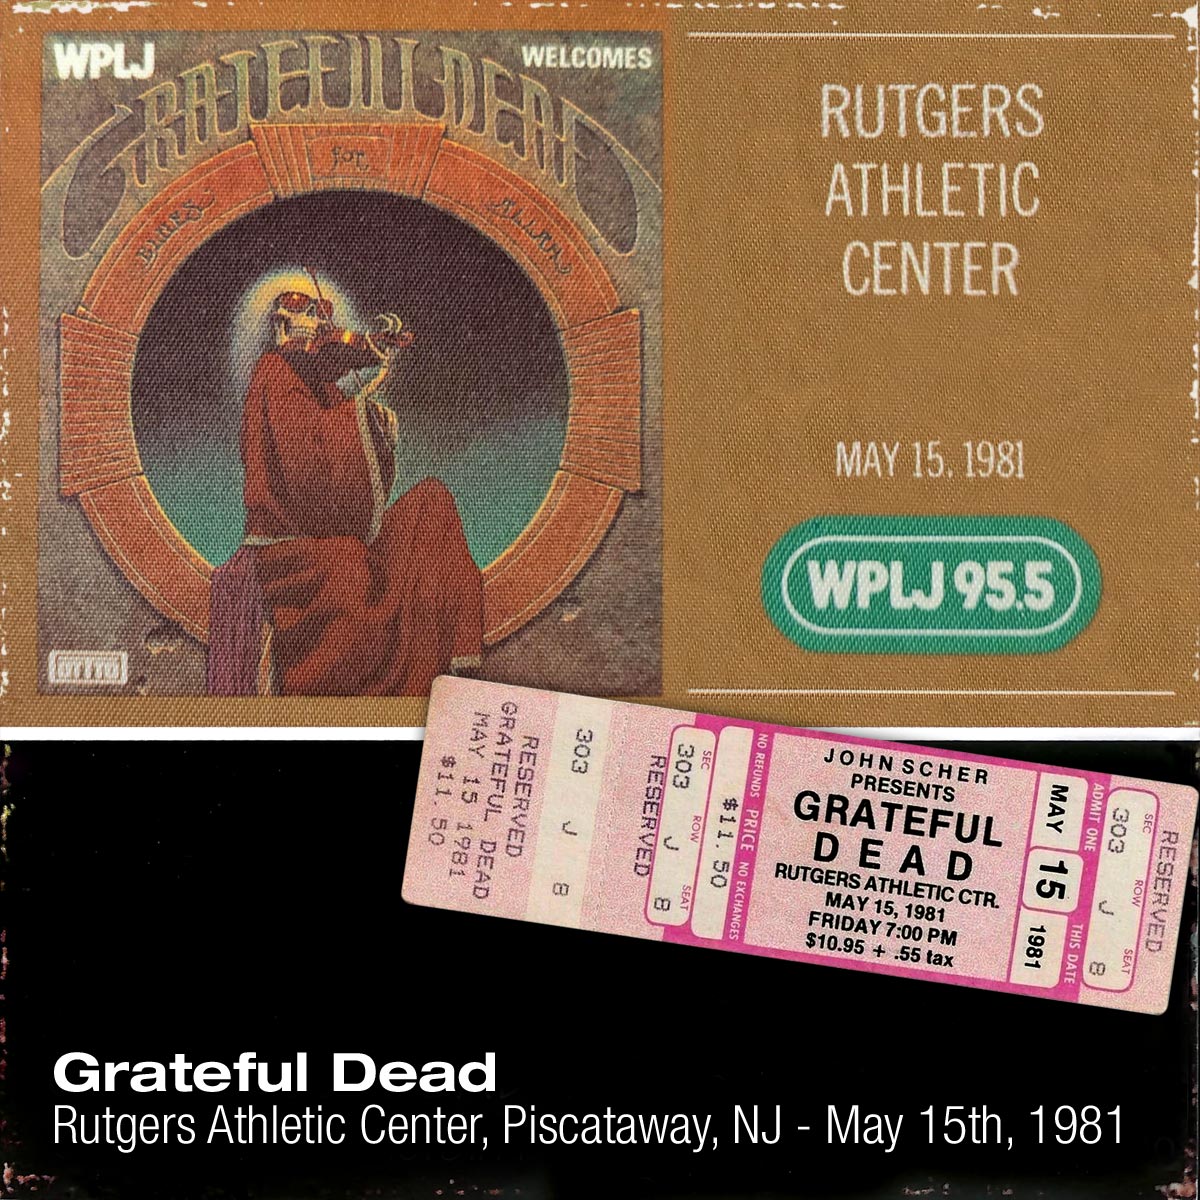 WPLJ
WELCOMES
GRATEFUL DEAD
BLUES
for
ALLAH
RUTGERS
ATHLETIC
CENTER
MAY 15. 1981
WPLJ 95.5
OTTO
RESERVED
GRATEFUL DEAD
MAY 15 1981
$11.50
303 J 8
SEC ROW SEAT
303 J 8
RESERVED
$11.50
NO REFUNDS PRICE NO EXCHANGES
JOHN SCHER
PRESENTS
GRATEFUL
DEAD
RUTGERS ATHLETIC CTR.
MAY 15, 1981
FRIDAY 7:00 PM
$10.95 + .55 tax
MAY 15 1981
ADMIT ONE THIS DATE
SEC ROW SEAT
303 J 8
RESERVED
Grateful Dead
Rutgers Athletic Center, Piscataway, NJ - May 15th, 1981